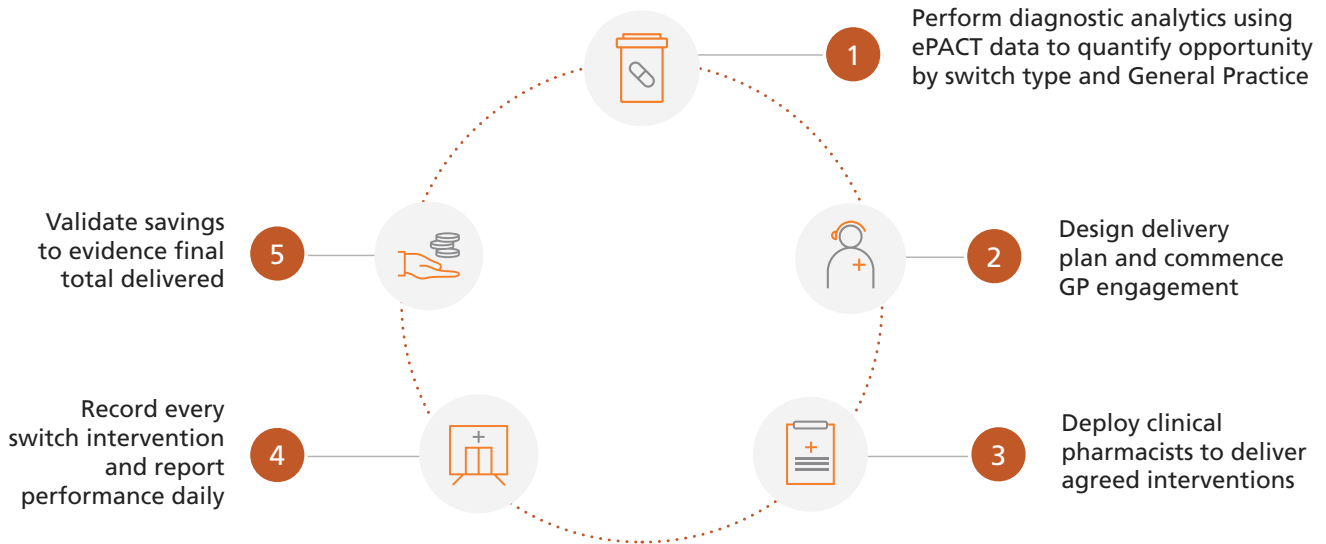 1
Perform diagnostic analytics using
ePACT data to quantify opportunity
by switch type and General Practice
2
Design delivery
plan and commence
GP engagement
3
Deploy clinical
pharmacists to deliver
agreed interventions
4
Record every
switch intervention
and report
performance daily
5
Validate savings
to evidence final
total delivered